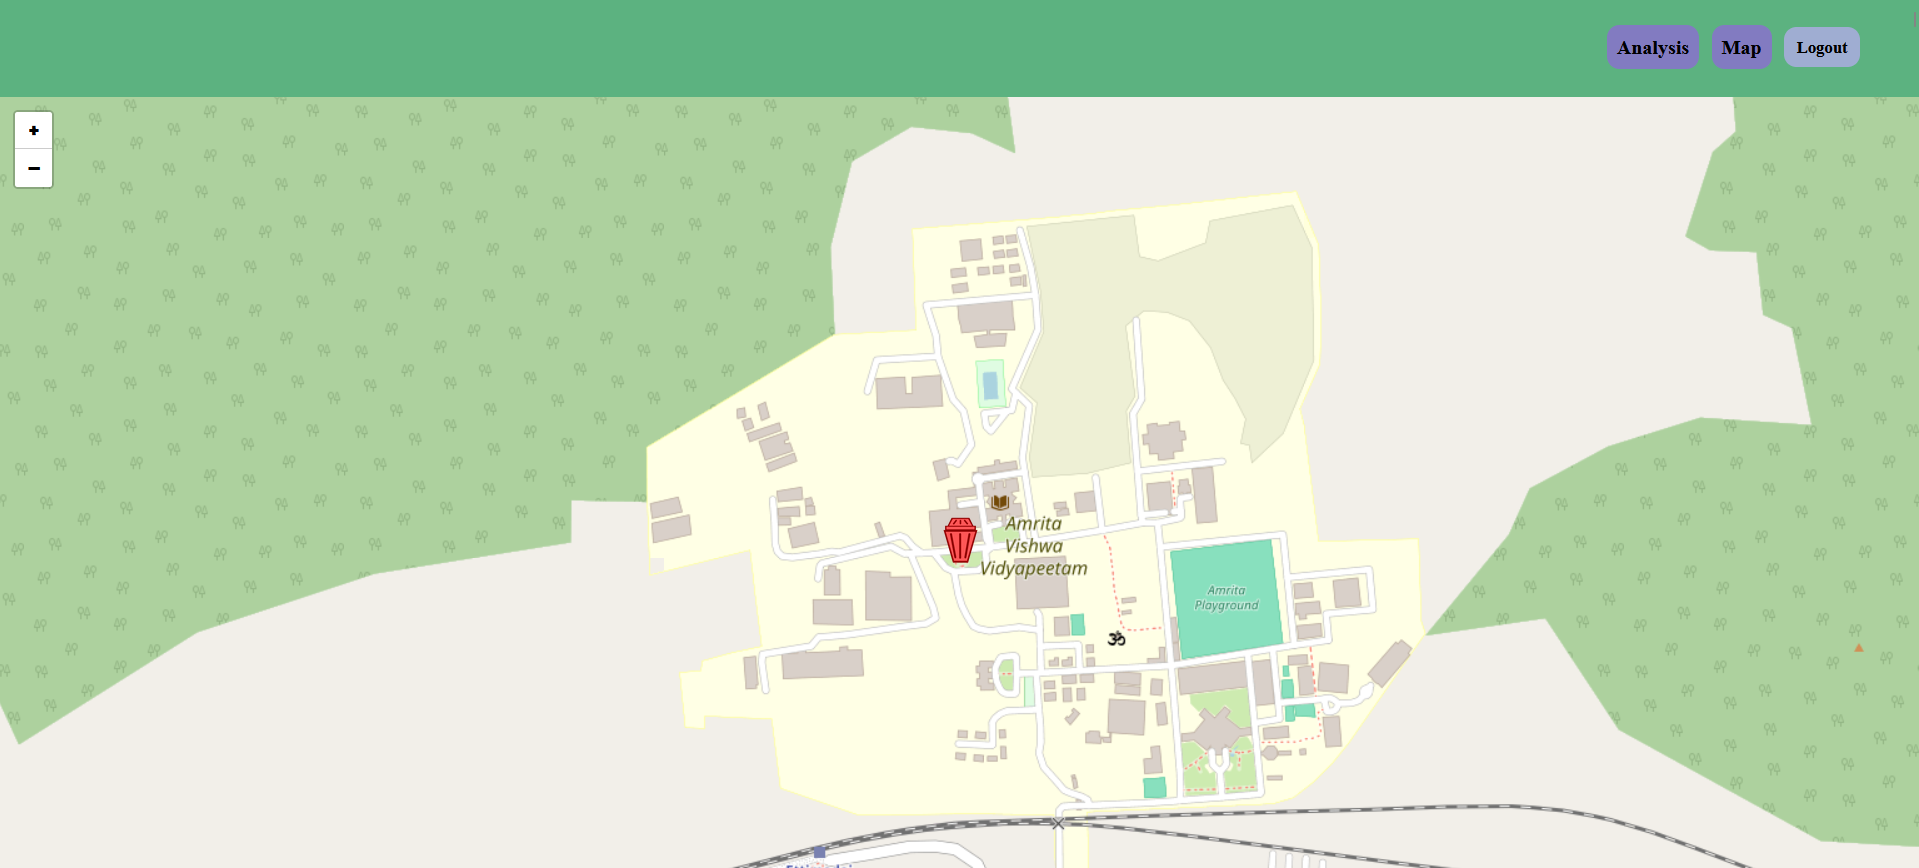 Analysis
Map
Logout
+
−
Amrita
Vishwa
Vidyapeetam
Amrita
Playground
ॐ